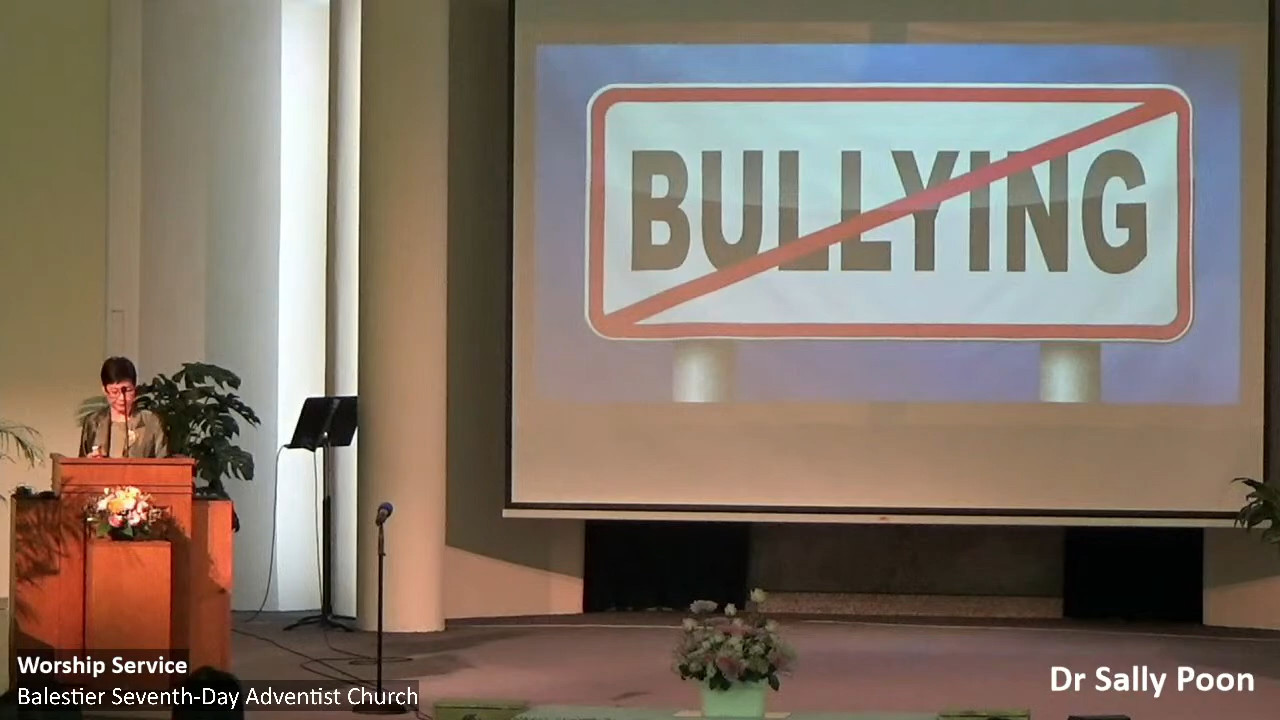 BULLYING
Worship Service
Balestier Seventh-Day Adventist Church
Dr Sally Poon